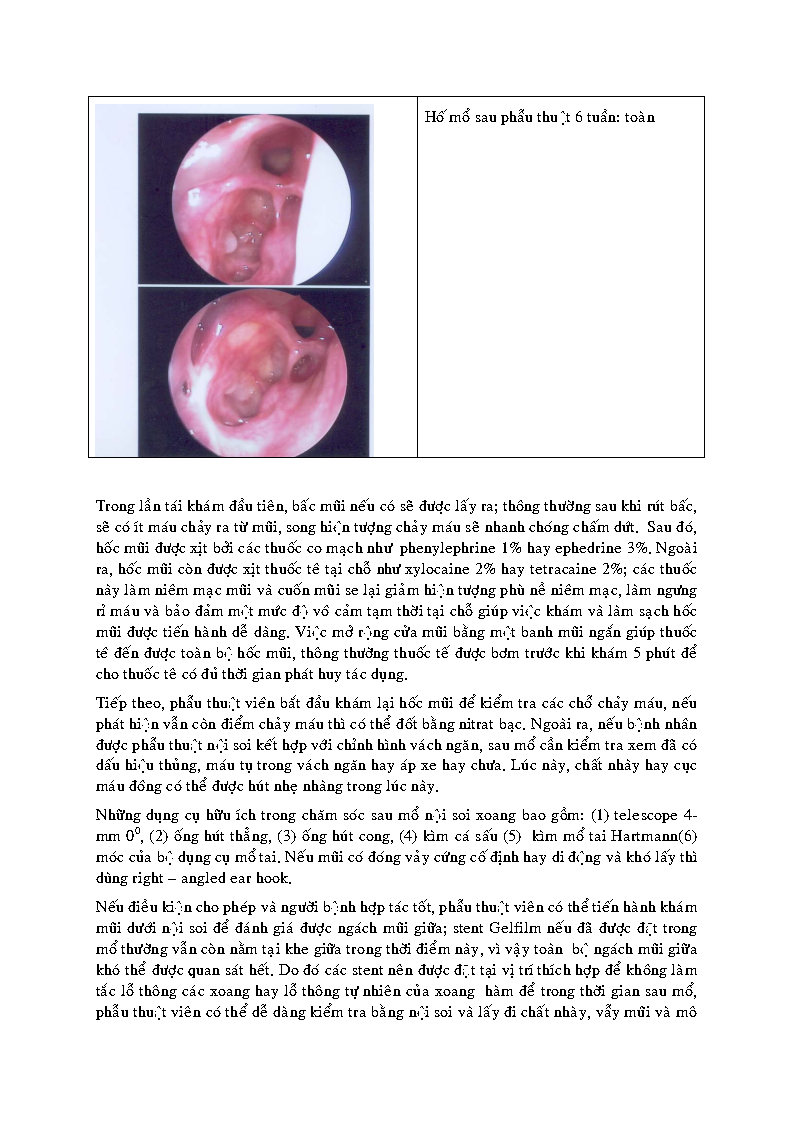 Hố mổ sau phẫu thuật 6 tuần: toàn
Trong lần tái khám đầu tiên, bấc mũi nếu có sẽ được lấy ra; thông thường sau khi rút bấc,
sẽ có ít máu chảy ra từ mũi, song hiện tượng chảy máu sẽ nhanh chóng chấm dứt. Sau đó,
hốc mũi được xịt bởi các thuốc co mạch như phenylephrine 1% hay ephedrine 3%. Ngoài
ra, hốc mũi còn được xịt thuốc tê tại chỗ như xylocaine 2% hay tetracaine 2%; các thuốc
này làm niêm mạc mũi và cuốn mũi se lại giảm hiện tượng phù nề niêm mạc, làm ngưng
rỉ máu và bảo đảm một mức độ vô cảm tạm thời tại chỗ giúp việc khám và làm sạch hốc
mũi được tiến hành dễ dàng. Việc mở rộng cửa mũi bằng một banh mũi ngắn giúp thuốc
tê đến được toàn bộ hốc mũi, thông thường thuốc tê được bơm trước khi khám 5 phút để
cho thuốc tê có đủ thời gian phát huy tác dụng.
Tiếp theo, phẫu thuật viên bắt đầu khám lại hốc mũi để kiểm tra các chỗ chảy máu, nếu
phát hiện vẫn còn điểm chảy máu thì có thể đốt bằng nitrat bạc. Ngoài ra, nếu bệnh nhân
được phẫu thuật nội soi kết hợp với chỉnh hình vách ngăn, sau mổ cần kiểm tra xem đã có
dấu hiệu thủng, máu tụ trong vách ngăn hay áp xe hay chưa. Lúc này, chất nhày hay cục
máu đông có thể được hút nhẹ nhàng trong lúc này.
Những dụng cụ hữu ích trong chăm sóc sau mổ nội soi xoang bao gồm: (1) telescope 4-
mm 0⁰, (2) ống hút thẳng, (3) ống hút cong, (4) kìm cá sấu (5) kìm mổ tai Hartmann(6)
móc của bộ dụng cụ mổ tai. Nếu mũi có đóng vảy cứng cố định hay di động và khó lấy thì
dùng right – angled ear hook.
Nếu điều kiện cho phép và người bệnh hợp tác tốt, phẫu thuật viên có thể tiến hành khám
mũi dưới nội soi để đánh giá được ngách mũi giữa; stent Gelfilm nếu đã được đặt trong
mổ thường vẫn còn nằm tại khe giữa trong thời điểm này, vì vậy toàn bộ ngách mũi giữa
khó thể được quan sát hết. Do đó các stent nên được đặt tại vị trí thích hợp để không làm
tắc lỗ thông các xoang hay lỗ thông tự nhiên của xoang hàm để trong thời gian sau mổ,
phẫu thuật viên có thể dễ dàng kiểm tra bằng nội soi và lấy đi chất nhày, vẩy mũi và mô